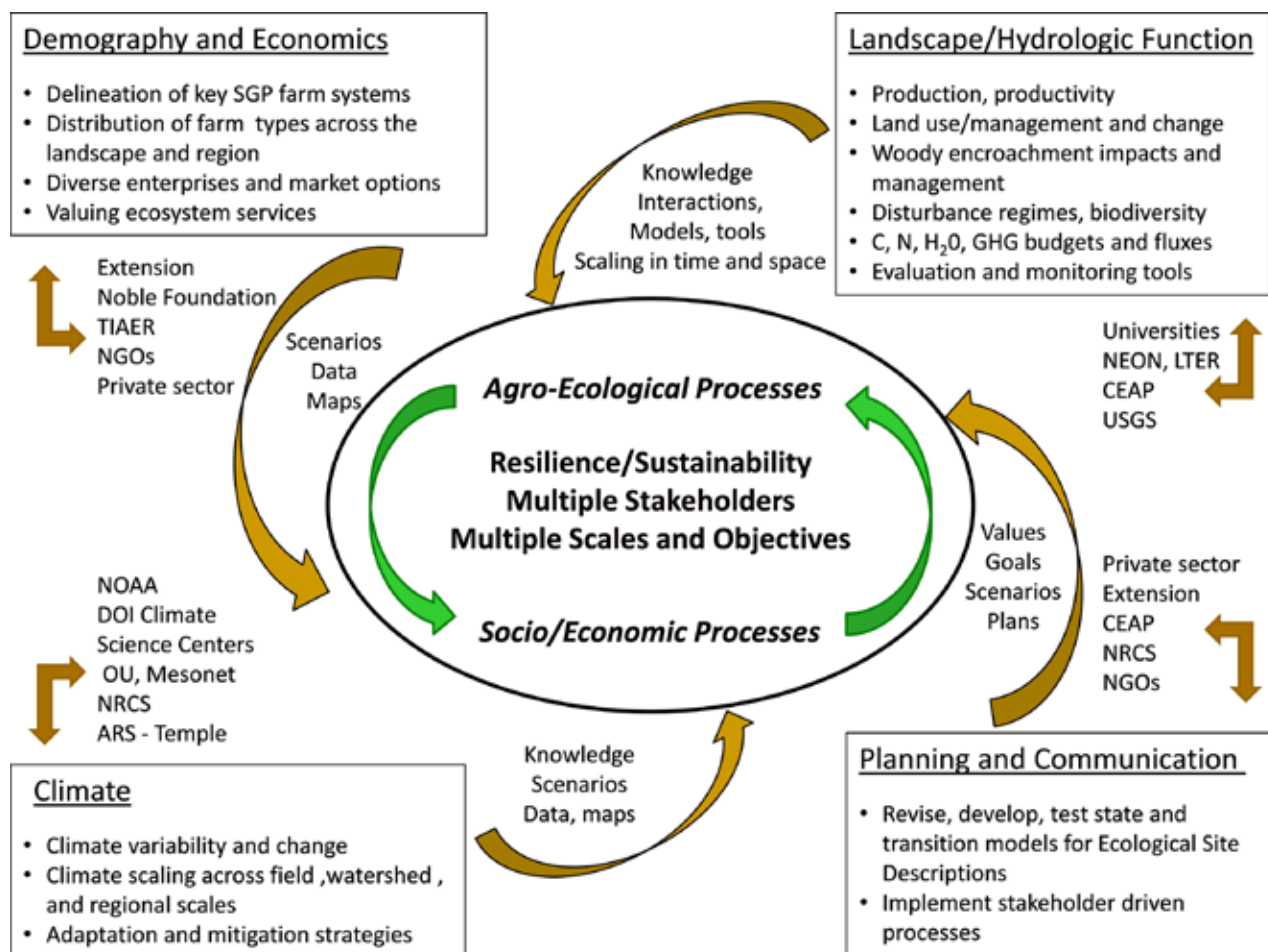 Demography and Economics
• Delineation of key SGP farm systems
• Distribution of farm types across the
landscape and region
• Diverse enterprises and market options
• Valuing ecosystem services
Landscape/Hydrologic Function
• Production, productivity
• Land use/management and change
• Woody encroachment impacts and
management
• Disturbance regimes, biodiversity
• C, N, H₂0, GHG budgets and fluxes
• Evaluation and monitoring tools
Knowledge
Interactions,
Models, tools
Scaling in time and space
Extension
Noble Foundation
TIAER
NGOs
Private sector
Scenarios
Data
Maps
Universities
NEON, LTER
CEAP
USGS
Agro-Ecological Processes
Resilience/Sustainability
Multiple Stakeholders
Multiple Scales and Objectives
Socio/Economic Processes
Values
Goals
Scenarios
Plans
Private sector
Extension
CEAP
NRCS
NGOs
NOAA
DOI Climate
Science Centers
OU, Mesonet
NRCS
ARS - Temple
Knowledge
Scenarios
Data, maps
Climate
• Climate variability and change
• Climate scaling across field ,watershed ,
and regional scales
• Adaptation and mitigation strategies
Planning and Communication
• Revise, develop, test state and
transition models for Ecological Site
Descriptions
• Implement stakeholder driven
processes